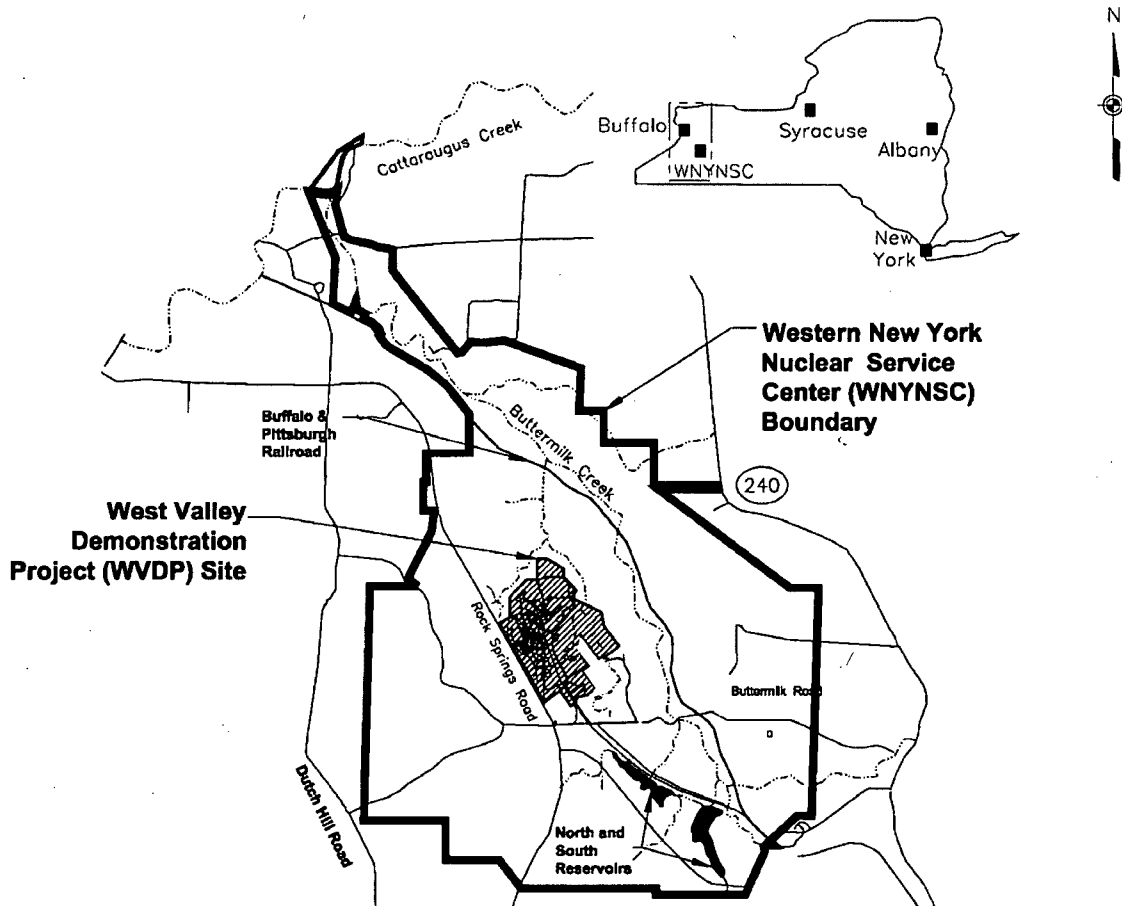 N
Buffalo
Syracuse
Albany
WNYNSC
New
York
Cattaraugus Creek
Western New York
Nuclear Service
Center (WNYNSC)
Boundary
Buffalo &
Pittsburgh
Railroad
Buttermilk Creek
240
West Valley
Demonstration
Project (WVDP) Site
Rock Springs Road
Buttermilk Road
Dutch Hill Road
North and
South
Reservoirs